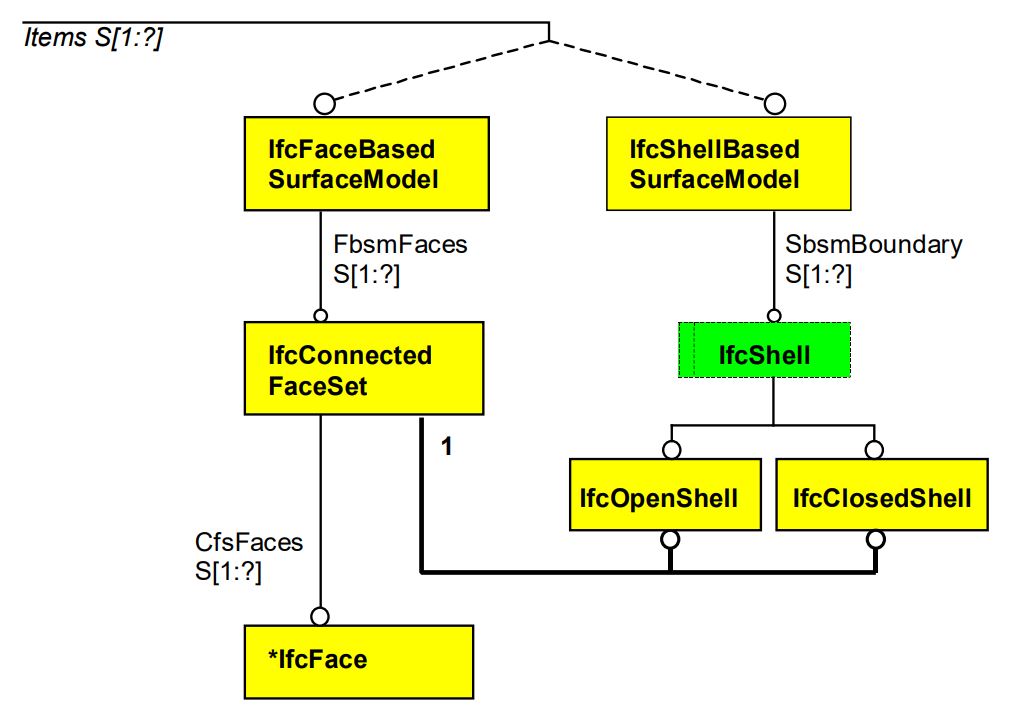 Items S[1:?]
IfcFaceBased
SurfaceModel
IfcShellBased
SurfaceModel
FbsmFaces
S[1:?]
SbsmBoundary
S[1:?]
IfcConnected
FaceSet
IfcShell
1
IfcOpenShell
IfcClosedShell
CfsFaces
S[1:?]
*IfcFace